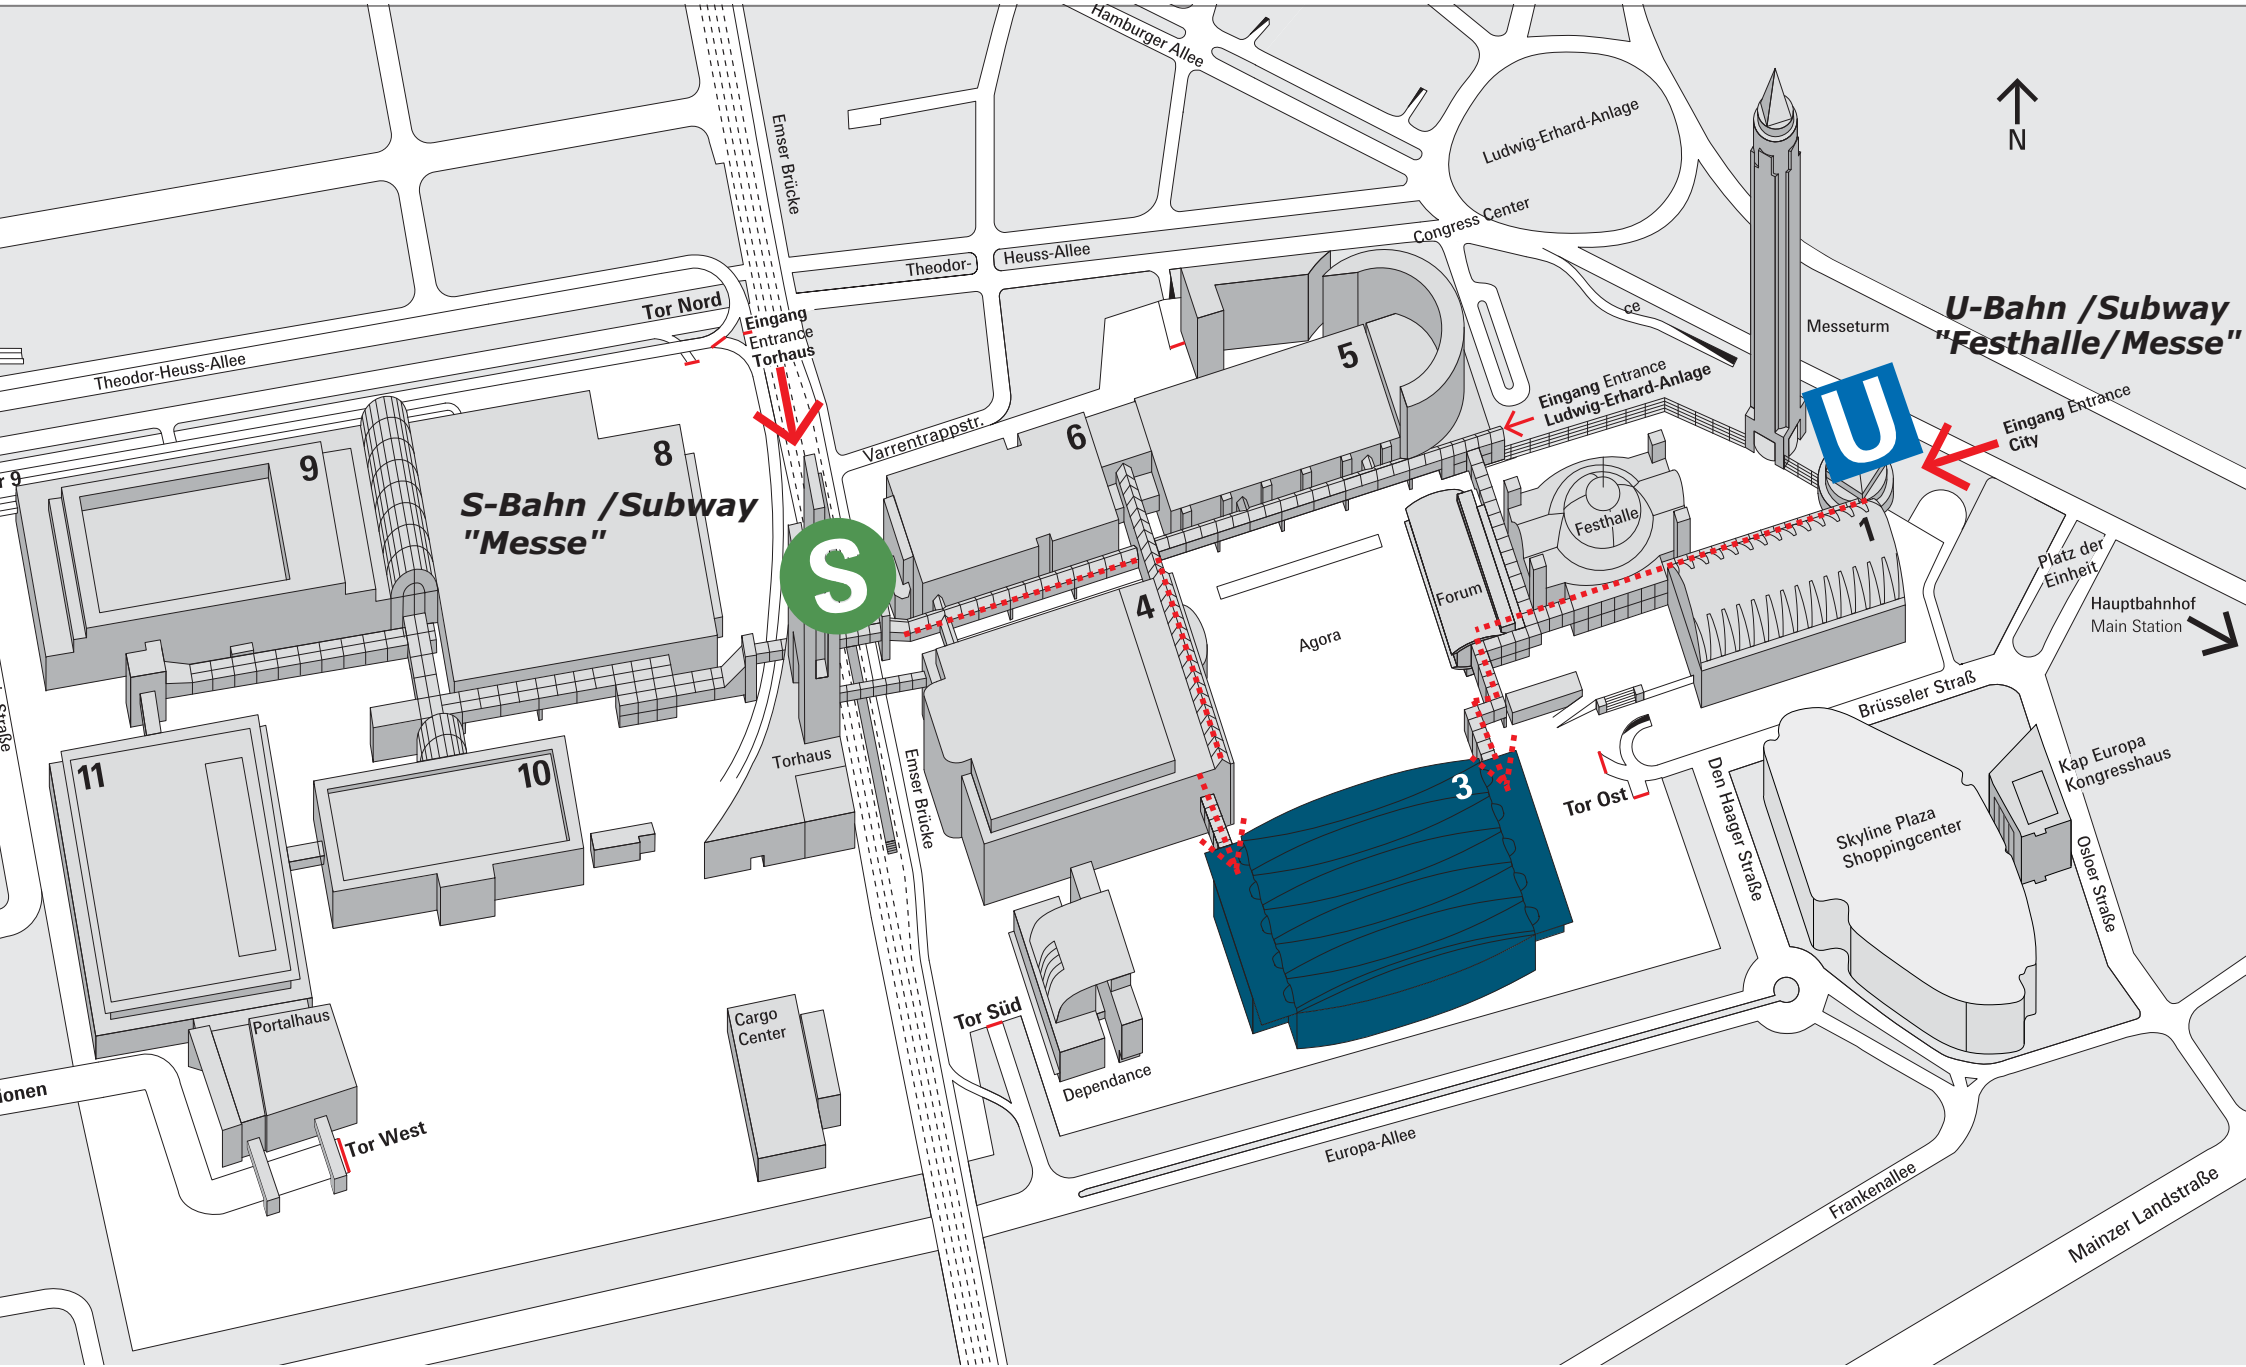 Hamburger Allee
Ludwig-Erhard-Anlage
N
Emser Brücke
Congress Center
Theodor-
Heuss-Allee
Tor Nord
Eingang
Entrance
Torhaus
Theodor-Heuss-Allee
ce
Messeturm
U-Bahn /Subway
"Festhalle/Messe"
U
Eingang Entrance
City
Eingang Entrance
Ludwig-Erhard-Anlage
5
6
Varrentrappstr.
8
9
r 9
S-Bahn /Subway
"Messe"
S
Festhalle
1
Platz der
Einheit
Hauptbahnhof
Main Station
4
Forum
Agora
Straße
Brüsseler Straß
Torhaus
Emser Brücke
11
10
3
Tor Ost
Den Haager Straße
Kap Europa
Kongresshaus
Skyline Plaza
Shoppingcenter
Osloer Straße
Portalhaus
Cargo
Center
Tor Süd
Dependance
ionen
Tor West
Europa-Allee
Frankenallee
Mainzer Landstraße